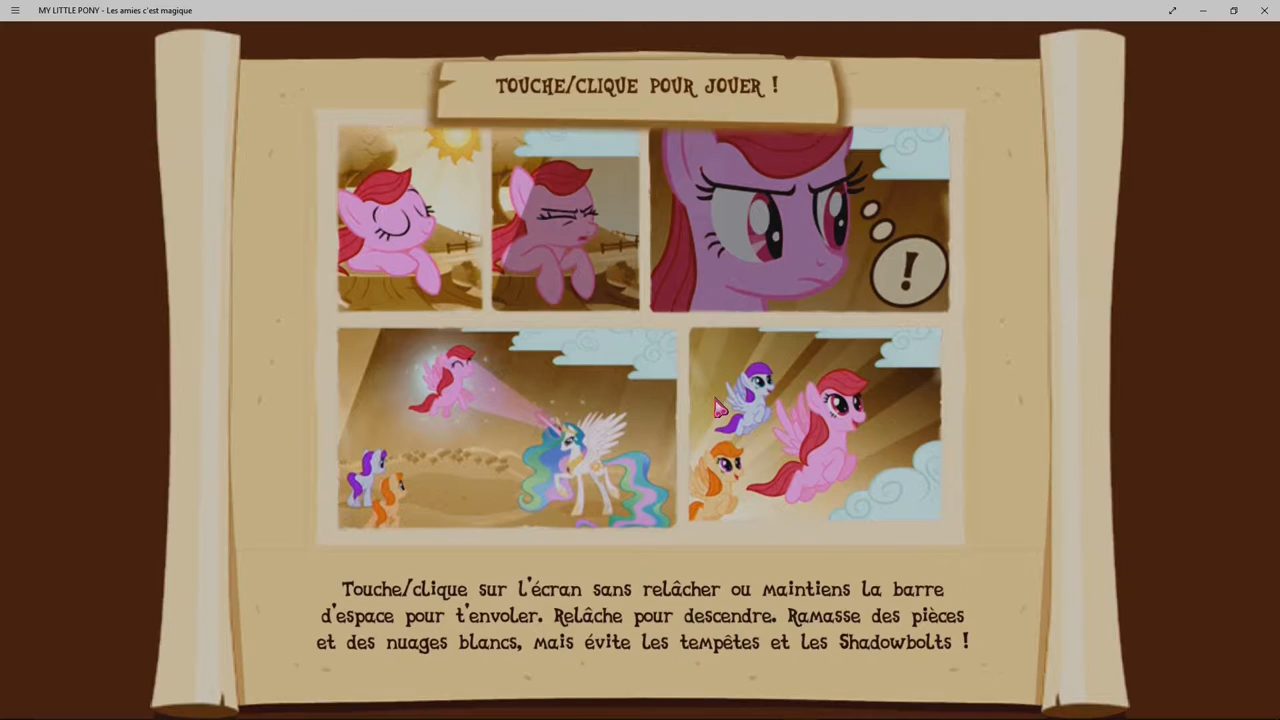 MY LITTLE PONY - Les amies c'est magique
TOUCHE/CLIQUE POUR JOUER !
!
Touche/clique sur l'écran sans relâcher ou maintiens la barre
d'espace pour t'envoler. Relâche pour descendre. Ramasse des pièces
et des nuages blancs, mais évite les tempêtes et les Shadowbolts !